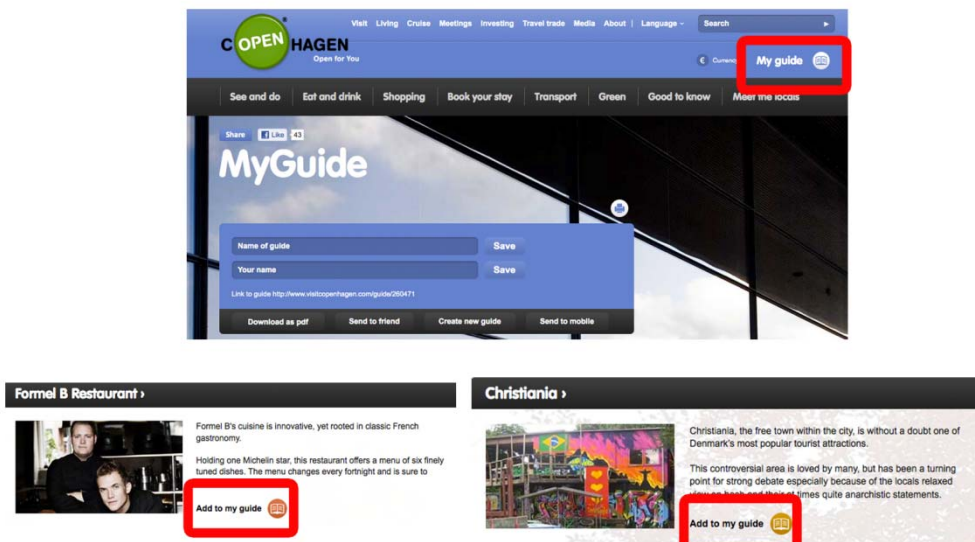 Visit Living Cruise Meetings Investing Travel trade Media About | Language Search
COPENHAGEN
Open for You
€ My guide
See and do Eat and drink Shopping Book your stay Transport Green Good to know Meet the locals
Share Like 43
MyGuide
Name of guide Save
Your name Save
Link to guide http://www.visitcopenhagen.com/guide/260471
Download as pdf Send to friend Create new guide Send to mobile
Formel B Restaurant ›
Formel B's cuisine is innovative, yet rooted in classic French
gastronomy.
Holding one Michelin star, this restaurant offers a menu of six finely
tuned dishes. The menu changes every fortnight and is sure to
Add to my guide
Christiania ›
Christiania, the free town within the city, is without a doubt one of
Denmark's most popular tourist attractions.
This controversial area is loved by many, but has been a turning
point for strong debate especially because of the locals relaxed
times quite anarchistic statements.
Add to my guide